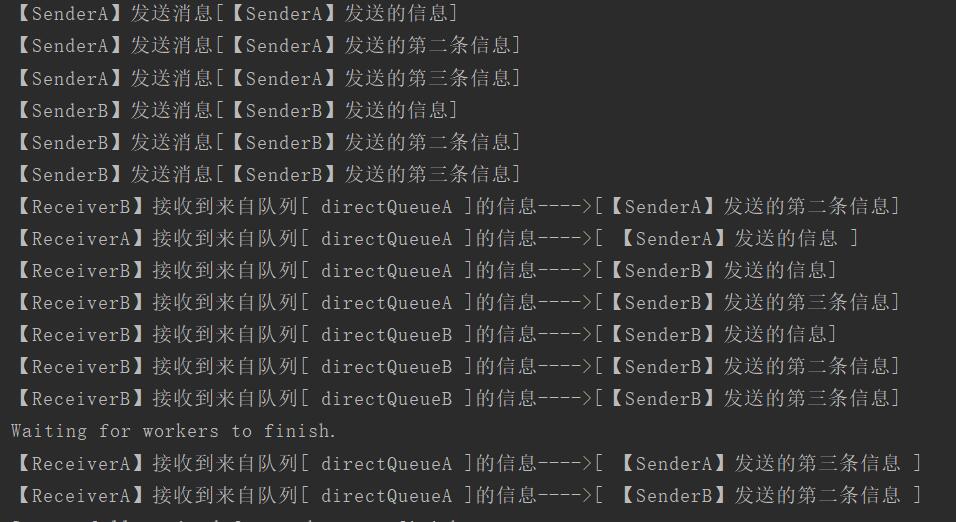 【SenderA】发送消息[【SenderA】发送的信息]
【SenderA】发送消息[【SenderA】发送的第二条信息]
【SenderA】发送消息[【SenderA】发送的第三条信息]
【SenderB】发送消息[【SenderB】发送的信息]
【SenderB】发送消息[【SenderB】发送的第二条信息]
【SenderB】发送消息[【SenderB】发送的第三条信息]
【ReceiverB】接收到来自队列[ directQueueA ]的信息---->[【SenderA】发送的第二条信息]
【ReceiverA】接收到来自队列[ directQueueA ]的信息---->[ 【SenderA】发送的信息 ]
【ReceiverB】接收到来自队列[ directQueueA ]的信息---->[【SenderB】发送的信息]
【ReceiverB】接收到来自队列[ directQueueA ]的信息---->[【SenderB】发送的第三条信息]
【ReceiverB】接收到来自队列[ directQueueB ]的信息---->[【SenderB】发送的信息]
【ReceiverB】接收到来自队列[ directQueueB ]的信息---->[【SenderB】发送的第二条信息]
【ReceiverB】接收到来自队列[ directQueueB ]的信息---->[【SenderB】发送的第三条信息]
Waiting for workers to finish.
【ReceiverA】接收到来自队列[ directQueueA ]的信息---->[ 【SenderA】发送的第三条信息 ]
【ReceiverA】接收到来自队列[ directQueueA ]的信息---->[ 【SenderB】发送的第二条信息 ]